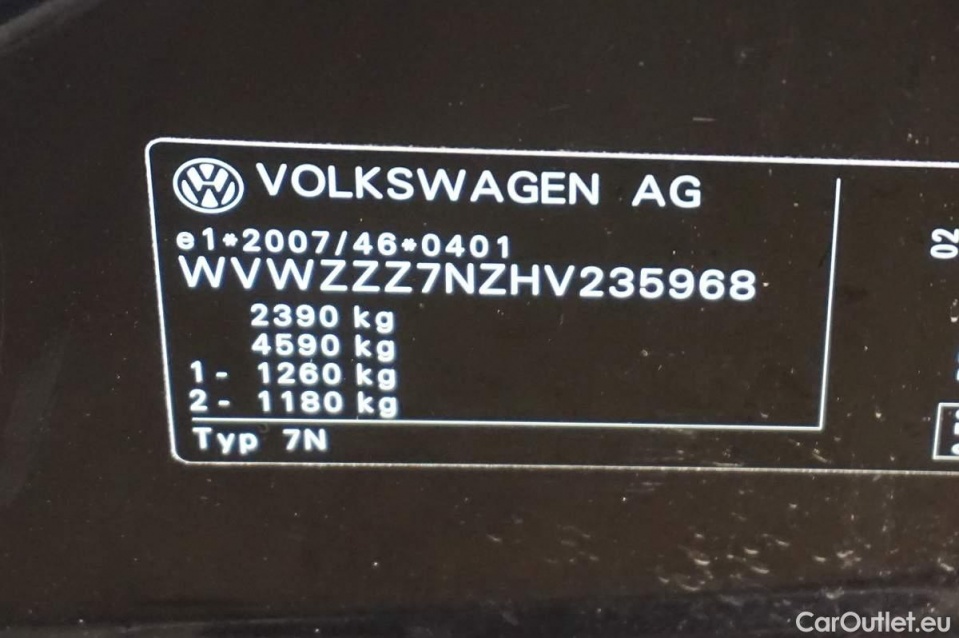 VOLKSWAGEN AG
e1*2007/46*0401
WVWZZZ7NZHV235968
2390 kg
4590 kg
1- 1260 kg
2- 1180 kg
Typ 7N
02
CarOutlet.eu